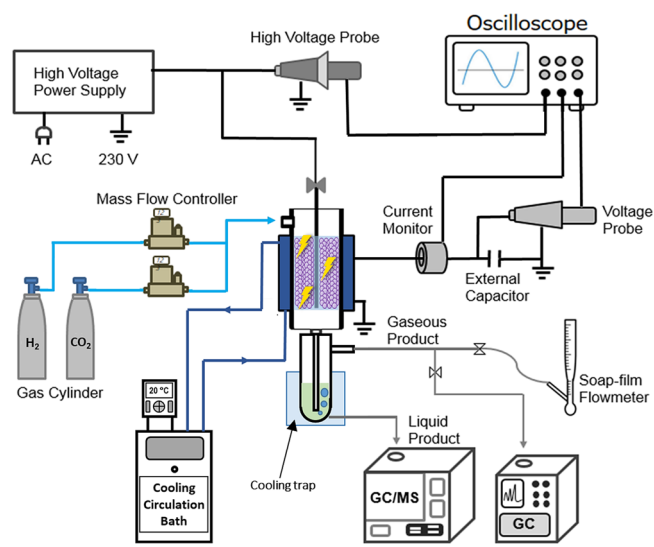 Oscilloscope
High Voltage Probe
High Voltage
Power Supply
AC
230 V
Mass Flow Controller
Current
Monitor
Voltage
Probe
External
Capacitor
H2
CO2
Gas Cylinder
Gaseous
Product
Soap-film
Flowmeter
20 °C
Liquid
Product
Cooling trap
Cooling
Circulation
Bath
GC/MS
GC